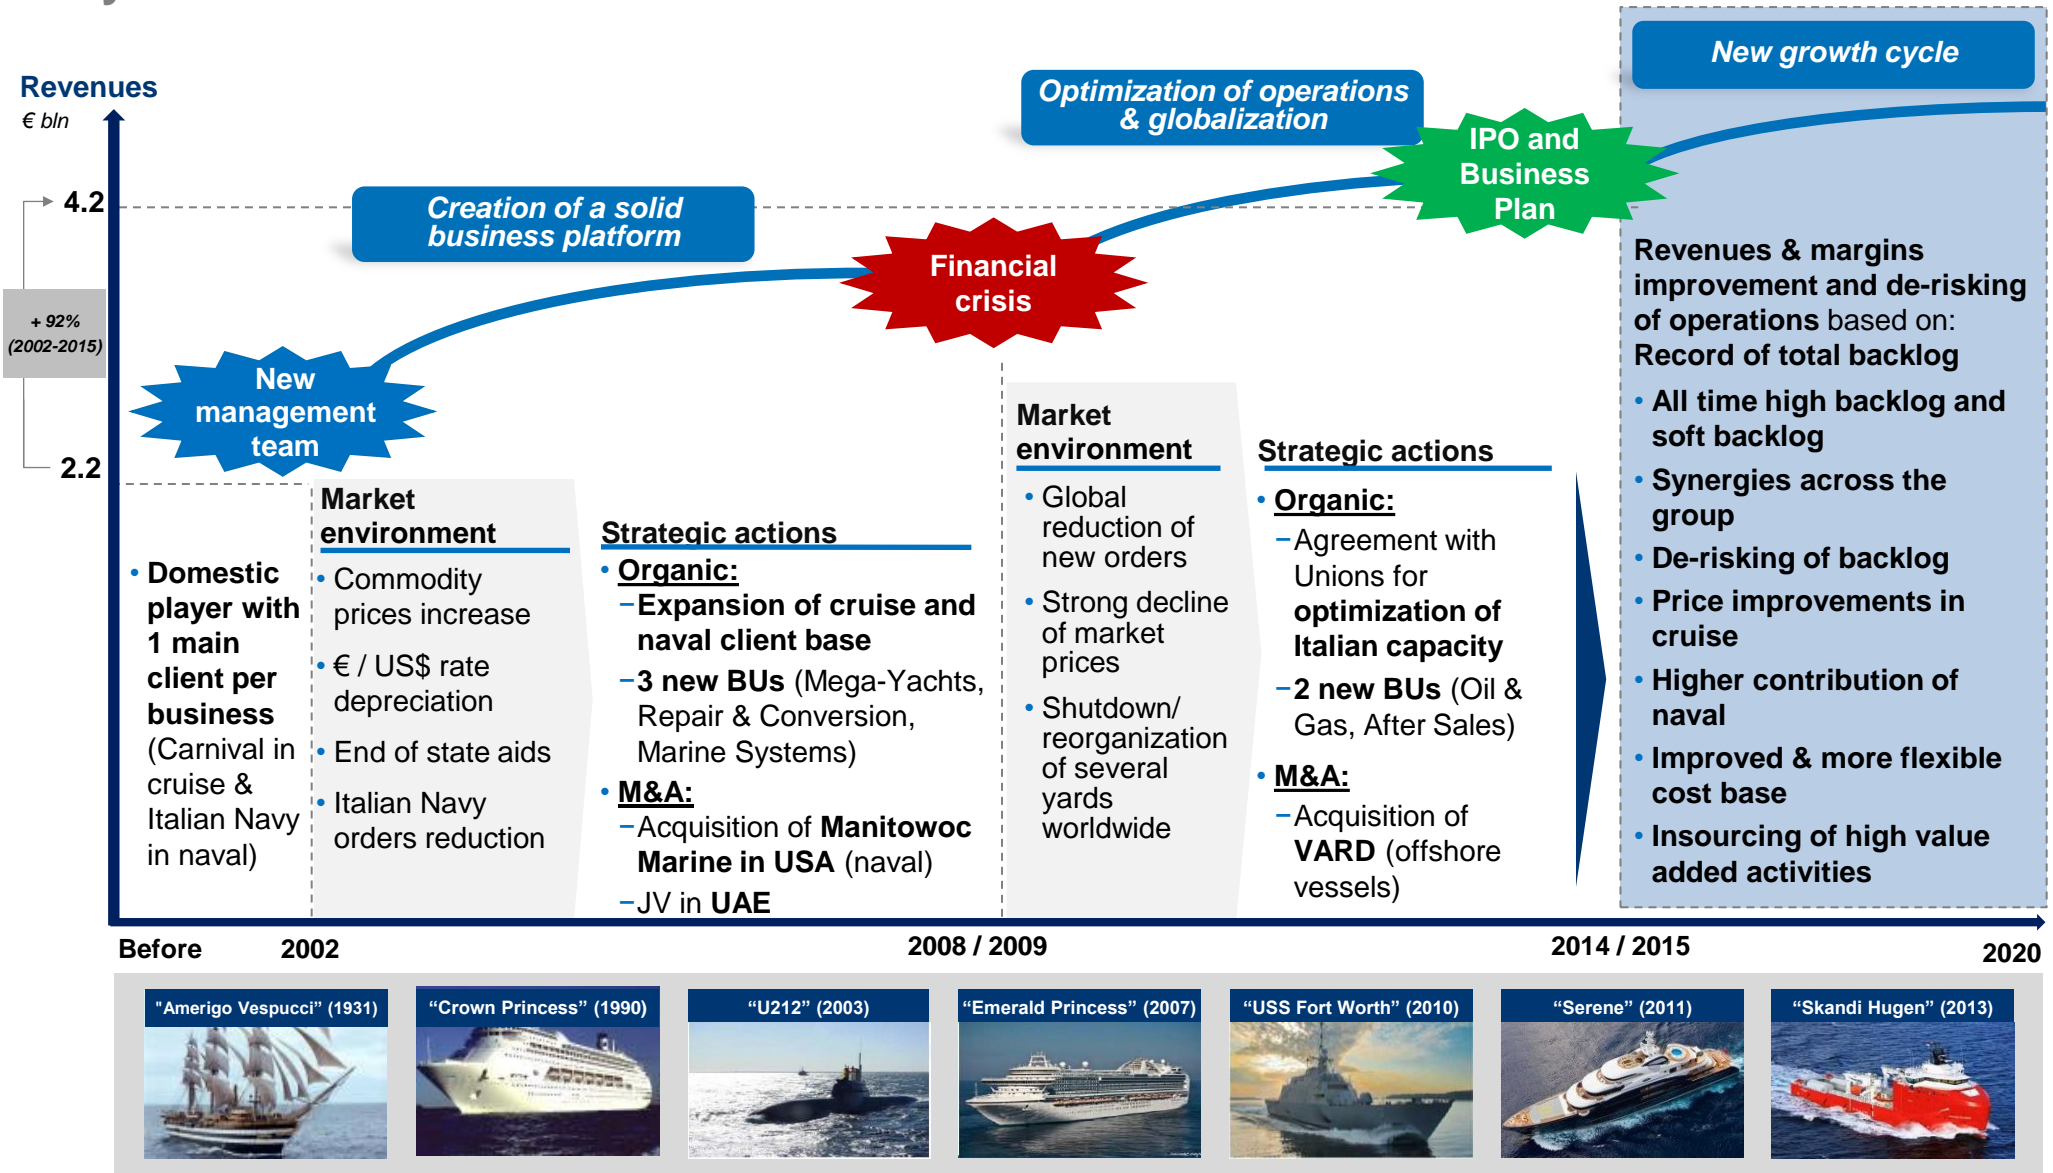 New growth cycle
Revenues
€ bln
Optimization of operations
& globalization
IPO and
Business
Plan
4.2
Creation of a solid
business platform
Financial
crisis
+ 92%
(2002-2015)
New
management
team
2.2
Domestic
player with
1 main
client per
business
(Carnival in
cruise &
Italian Navy
in naval)
Market
environment
• Commodity
prices increase
• € / US$ rate
depreciation
• End of state aids
• Italian Navy
orders reduction
Strategic actions
• Organic:
−Expansion of cruise and
naval client base
−3 new BUs (Mega-Yachts,
Repair & Conversion,
Marine Systems)
• M&A:
−Acquisition of Manitowoc
Marine in USA (naval)
−JV in UAE
Market
environment
• Global
reduction of
new orders
• Strong decline
of market
prices
• Shutdown/
reorganization
of several
yards
worldwide
Strategic actions
• Organic:
−Agreement with
Unions for
optimization of
Italian capacity
−2 new BUs (Oil &
Gas, After Sales)
• M&A:
−Acquisition of
VARD (offshore
vessels)
Revenues & margins
improvement and de-risking
of operations based on:
Record of total backlog
• All time high backlog and
soft backlog
• Synergies across the
group
• De-risking of backlog
• Price improvements in
cruise
• Higher contribution of
naval
• Improved & more flexible
cost base
• Insourcing of high value
added activities
Before
2002
2008 / 2009
2014 / 2015
2020
"Amerigo Vespucci” (1931)
“Crown Princess” (1990)
“U212” (2003)
“Emerald Princess” (2007)
“USS Fort Worth” (2010)
“Serene” (2011)
“Skandi Hugen” (2013)